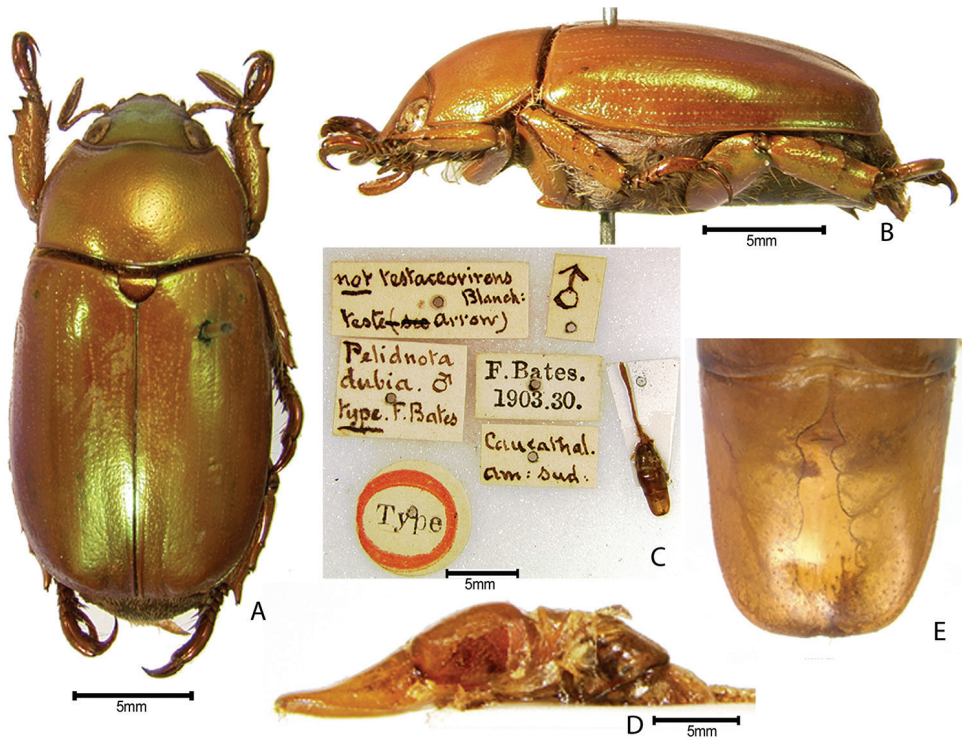 5mm
B
not testaceovirens
Blanch:
teste (see Arrow)
♂
Pelidnota
dubia. ♂
type. F. Bates
F. Bates.
1903.30.
am: sud:
Type
5mm
C
A
5mm
E
D
5mm